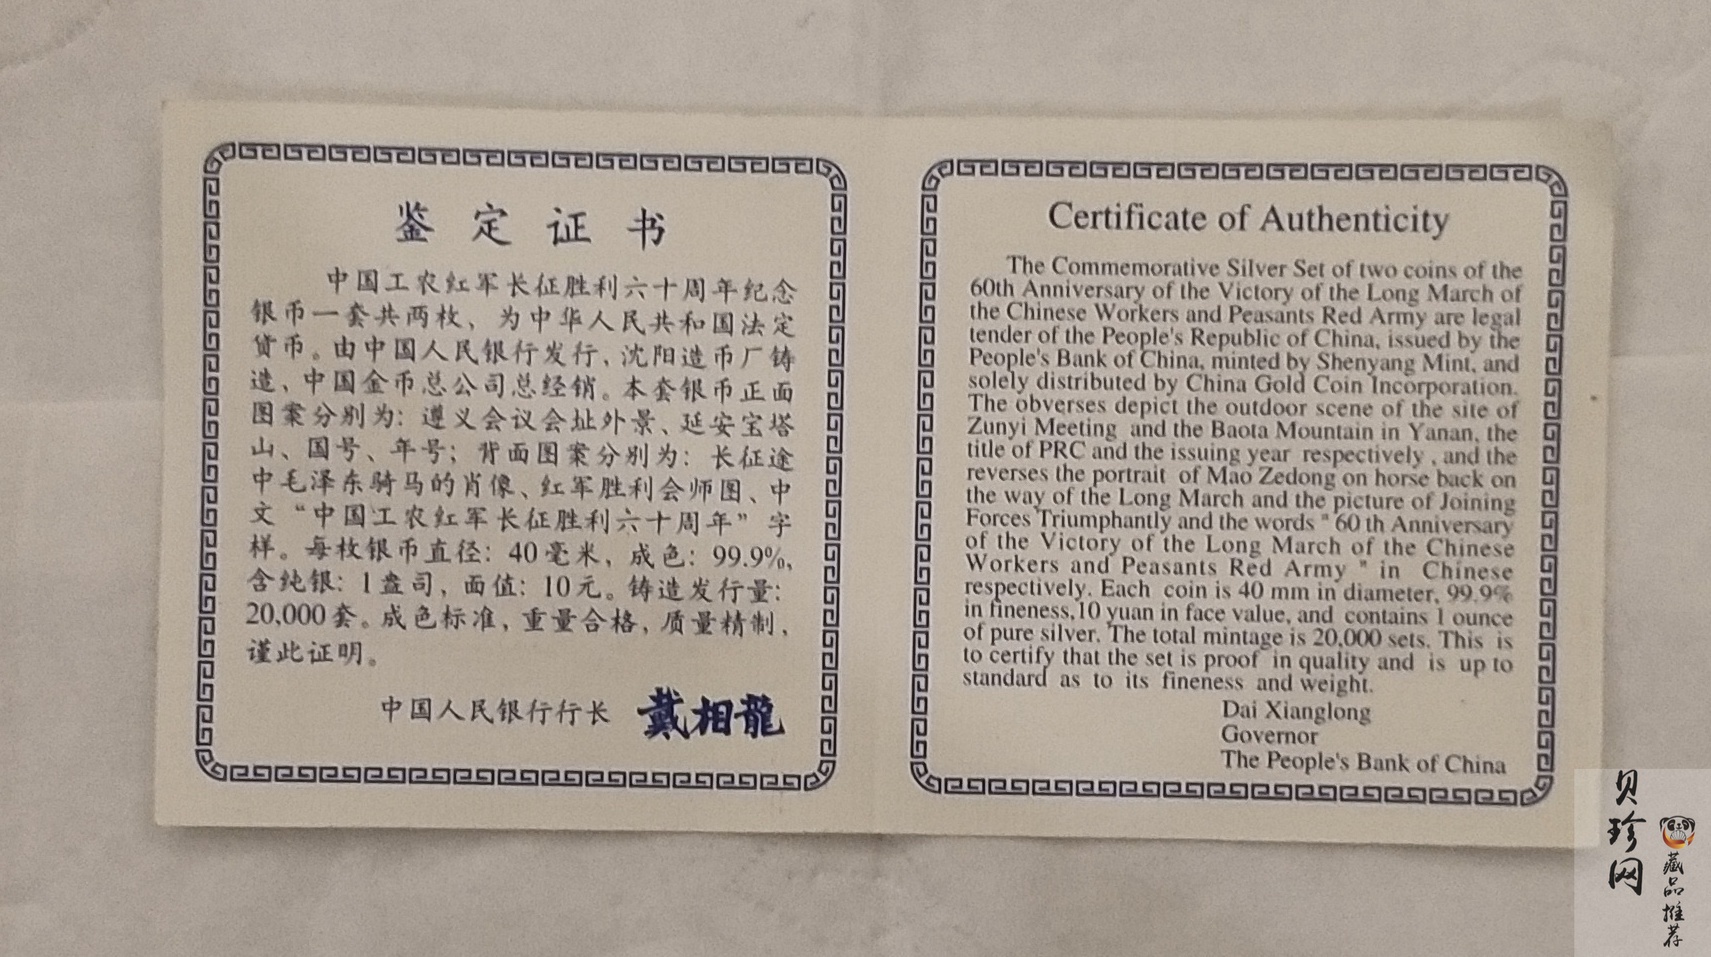 鉴定证书
中国工农红军长征胜利六十周年纪念
银币一套共两枚，为中华人民共和国法定
货币。由中国人民银行发行，沈阳造币厂铸
造、中国金币总公司总经销。本套银币正面
图案分别为：遵义会议会址外景、延安宝塔
山、国号、年号；背面图案分别为：长征途
中毛泽东骑马的肖像、红军胜利会师图、中
文“中国工农红军长征胜利六十周年”字
样。每枚银币直径：40毫米，成色：99.9%，
含纯银：1盎司，面值：10元。铸造发行量：
20,000套。成色标准，重量合格，质量精制，
谨此证明。
中国人民银行行长 戴相龍
Certificate of Authenticity
The Commemorative Silver Set of two coins of the
60th Anniversary of the Victory of the Long March of
the Chinese Workers and Peasants Red Army are legal
tender of the People's Republic of China, issued by the
People's Bank of China, minted by Shenyang Mint, and
solely distributed by China Gold Coin Incorporation.
The obverses depict the outdoor scene of the site of
Zunyi Meeting and the Baota Mountain in Yanan, the
title of PRC and the issuing year respectively , and the
reverses the portrait of Mao Zedong on horse back on
the way of the Long March and the picture of Joining
Forces Triumphantly and the words " 60 th Anniversary
of the Victory of the Long March of the Chinese
Workers and Peasants Red Army " in Chinese
respectively. Each coin is 40 mm in diameter, 99.9%
in fineness,10 yuan in face value, and contains 1 ounce
of pure silver. The total mintage is 20,000 sets. This is
to certify that the set is proof in quality and is up to
standard as to its fineness and weight.
Dai Xianglong
Governor
The People's Bank of China
贝珍网
藏品推荐